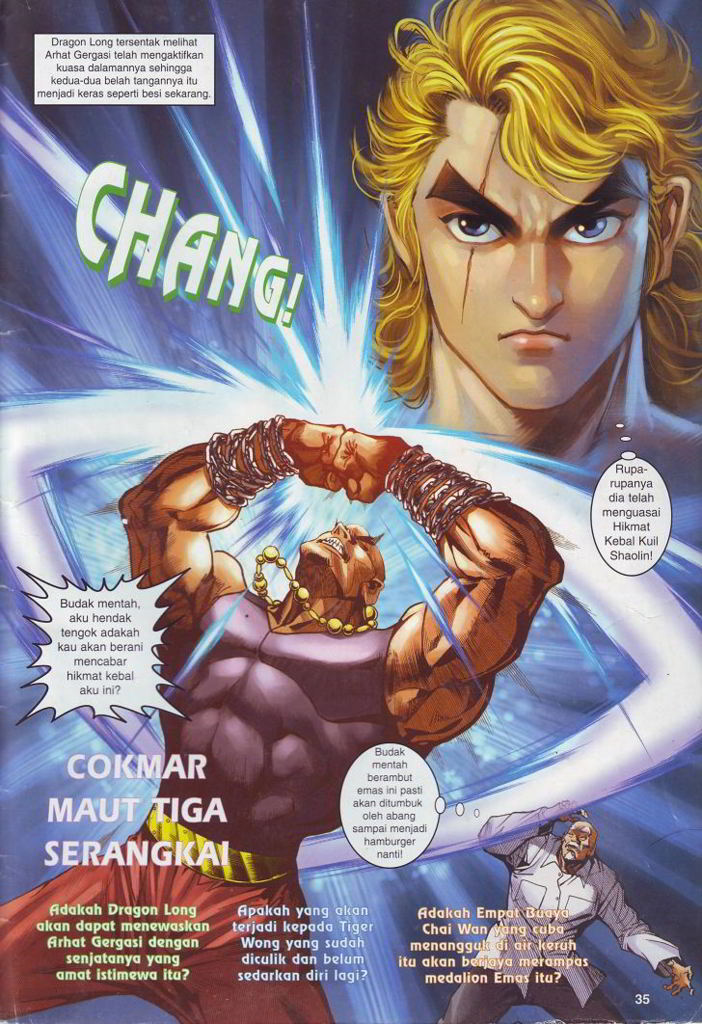 Dragon Long tersentak melihat
Arhat Gergasi telah mengaktifkan
kuasa dalamannya sehingga
kedua-dua belah tangannya itu
menjadi keras seperti besi sekarang.
CHANG!
Rupa-
rupanya
dia telah
menguasai
Hikmat
Kebal Kuil
Shaolin!
Budak mentah,
aku hendak
tengok adakah
kau akan berani
mencabar
hikmat kebal
aku ini?
Budak
mentah
berambut
emas ini pasti
akan ditumbuk
oleh abang
sampai menjadi
hamburger
nanti!
COKMAR
MAUT TIGA
SERANGKAI
Adakah Dragon Long
akan dapat menewaskan
Arhat Gergasi dengan
senjatanya yang
amat istimewa itu?
Apakah yang akan
terjadi kepada Tiger
Wong yang sudah
diculik dan belum
sedarkan diri lagi?
Adakah Empat Buaya
Chai Wan yang cuba
menangguk di air keruh
itu akan berjaya merampas
medalion Emas itu?
35